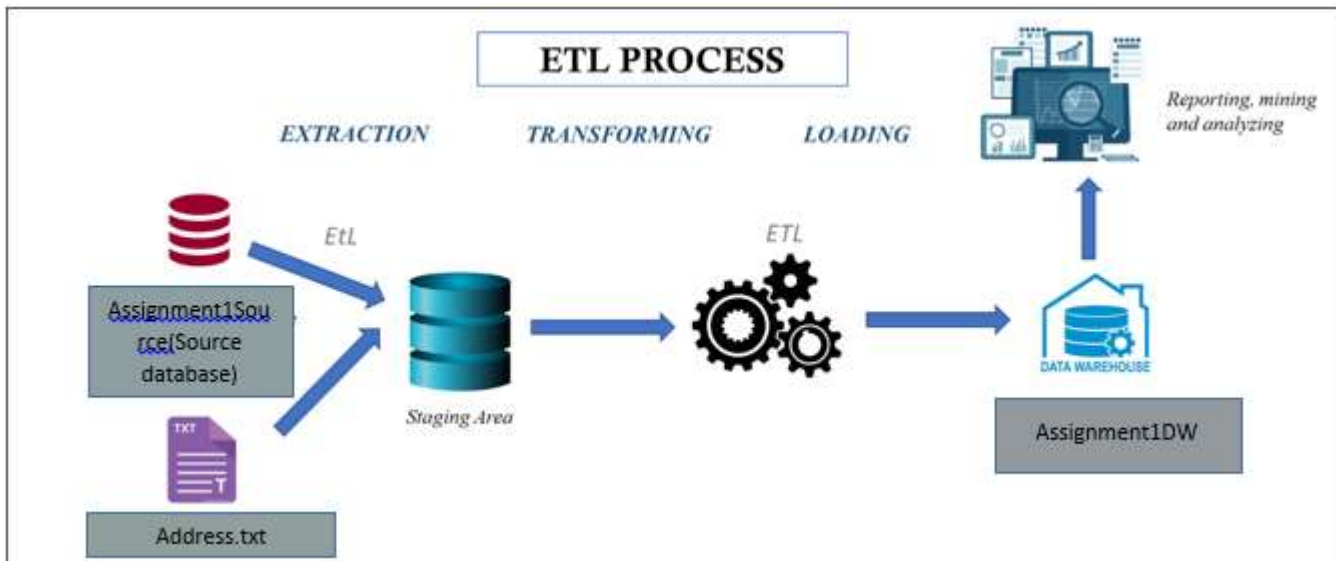 ETL PROCESS
Reporting, mining
and analyzing
EXTRACTION
TRANSFORMING
LOADING
EtL
ETL
Assignment1Sou
rce(Source
database)
Staging Area
DATA WAREHOUSE
Assignment1DW
TXT
T
Address.txt